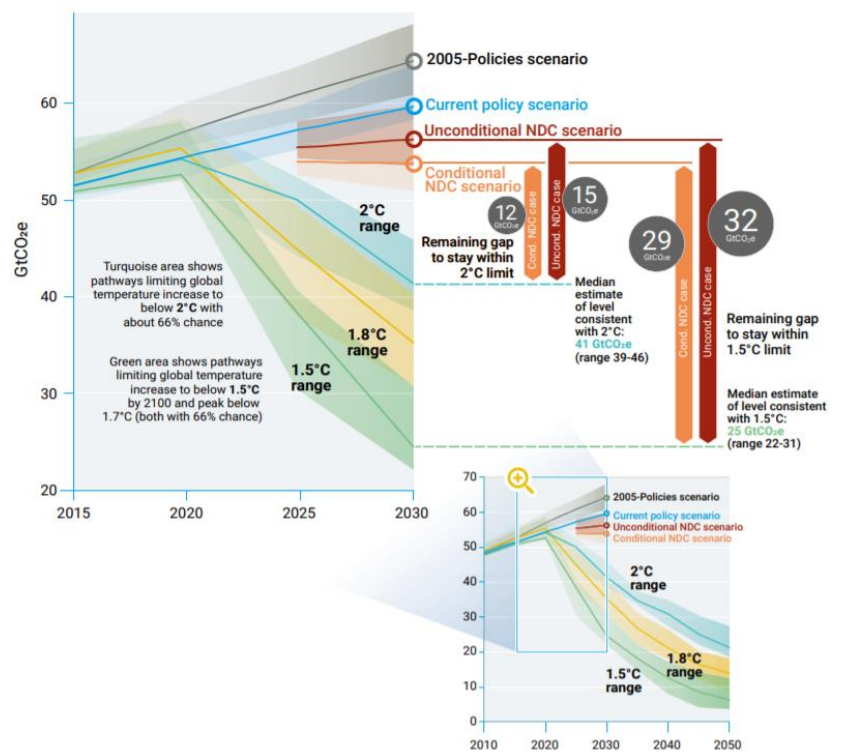 2005-Policies scenario
Current policy scenario
Unconditional NDC scenario
Conditional
NDC scenario
GtCO₂e
60
50
40
30
20
2015
2020
2025
2030
2°C
range
1.8°C
range
1.5°C
range
Turquoise area shows
pathways limiting global
temperature increase to
below 2°C with
about 66% chance
Green area shows pathways
limiting global temperature
increase to below 1.5°C
by 2100 and peak below
1.7°C (both with 66% chance)
12
GtCO₂e
15
GtCO₂e
Cond. NDC case
Uncond. NDC case
Remaining gap
to stay within
2°C limit
Median
estimate
of level
consistent
with 2°C:
41 GtCO₂e
(range 39-46)
29
GtCO₂e
32
GtCO₂e
Cond. NDC case
Uncond. NDC case
Remaining gap
to stay within
1.5°C limit
Median estimate
of level consistent
with 1.5°C:
25 GtCO₂e
(range 22-31)
70
60
50
40
30
20
10
0
2010
2020
2030
2040
2050
2005-Policies scenario
Current policy scenario
Unconditional NDC scenario
Conditional NDC scenario
2°C
range
1.8°C
range
1.5°C
range